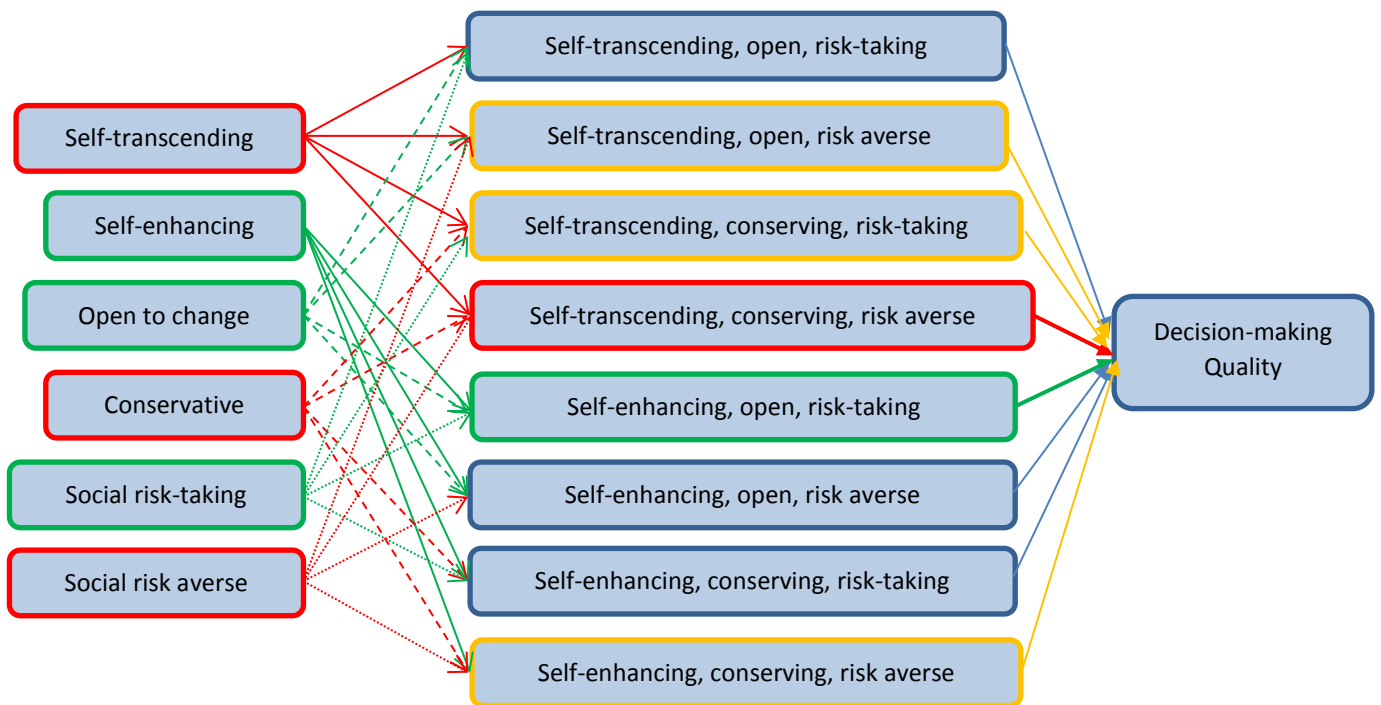 Self-transcending
Self-enhancing
Open to change
Conservative
Social risk-taking
Social risk averse
Self-transcending, open, risk-taking
Self-transcending, open, risk averse
Self-transcending, conserving, risk-taking
Self-transcending, conserving, risk averse
Self-enhancing, open, risk-taking
Self-enhancing, open, risk averse
Self-enhancing, conserving, risk-taking
Self-enhancing, conserving, risk averse
Decision-making
Quality